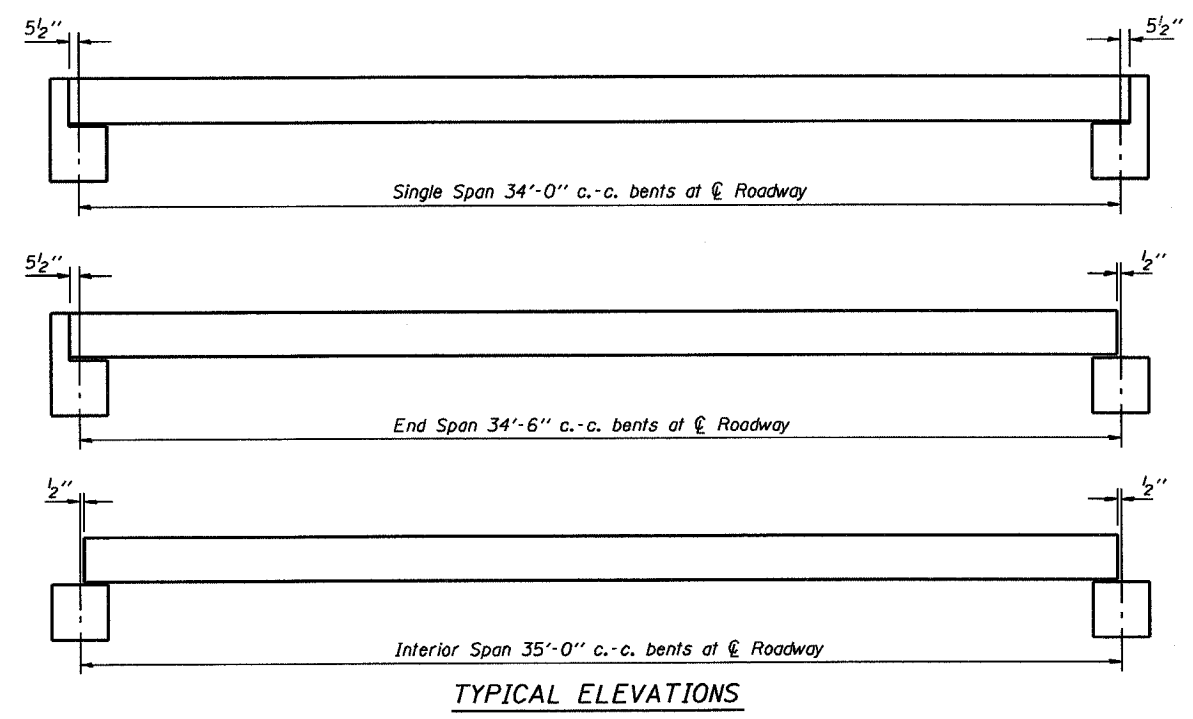 5½" 5½"
Single Span 34'-0" c.-c. bents at ℄ Roadway
5½" ½"
End Span 34'-6" c.-c. bents at ℄ Roadway
½" ½"
Interior Span 35'-0" c.-c. bents at ℄ Roadway
TYPICAL ELEVATIONS